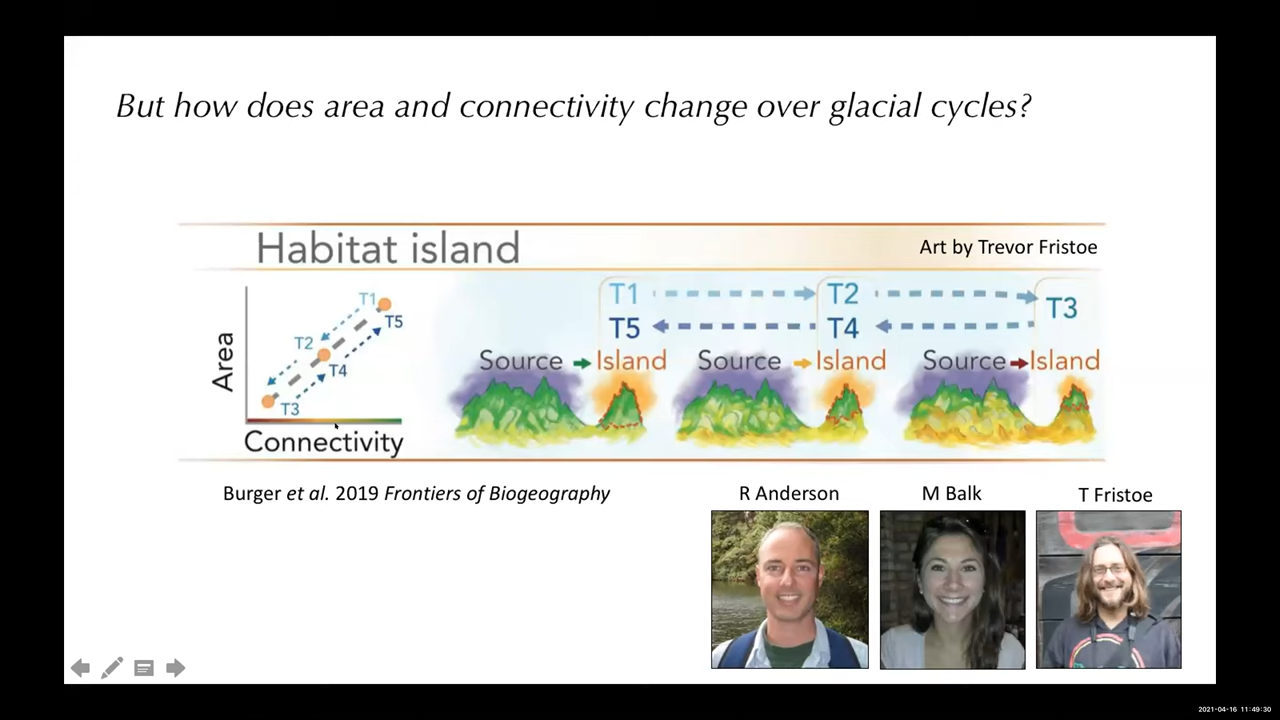 But how does area and connectivity change over glacial cycles?
Habitat island
Art by Trevor Fristoe
Area
T1
T5
T2
T4
T3
Connectivity
T1 T2 T3
T5 T4
Source Island Source Island Source Island
Burger et al. 2019 Frontiers of Biogeography
R Anderson M Balk T Fristoe
2021-04-16 11:49:30